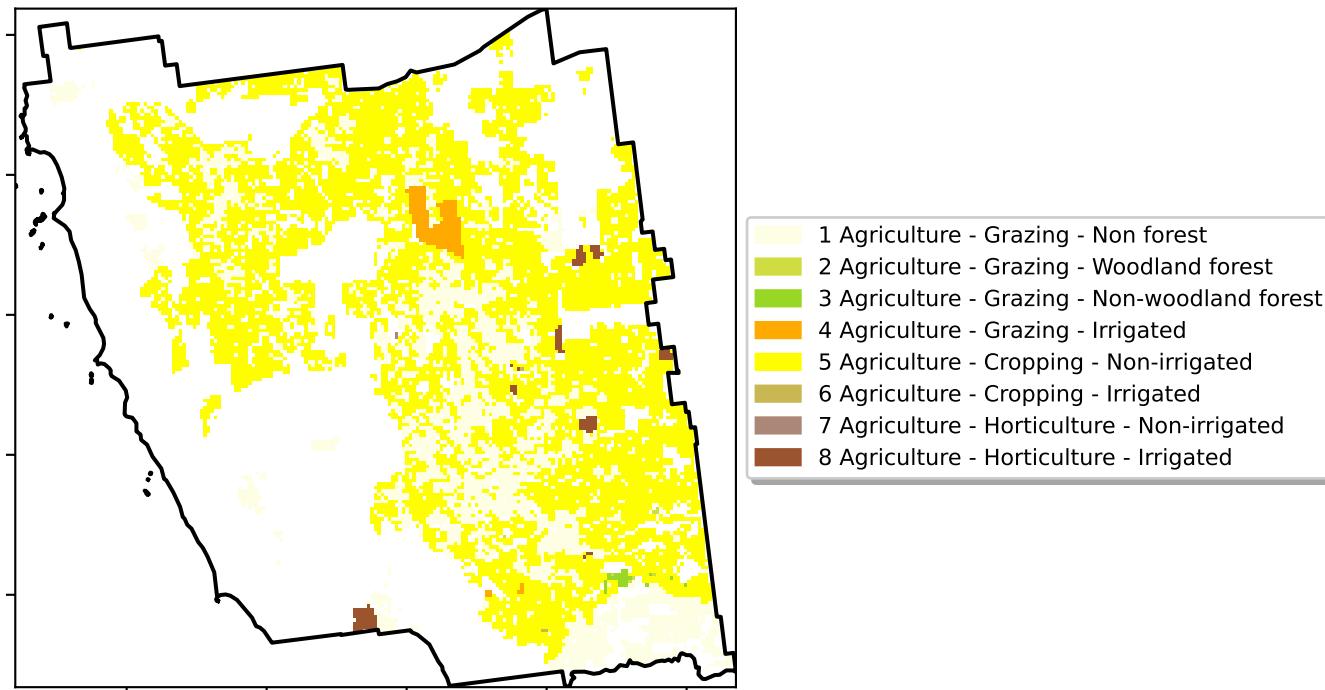 1 Agriculture - Grazing - Non forest
2 Agriculture - Grazing - Woodland forest
3 Agriculture - Grazing - Non-woodland forest
4 Agriculture - Grazing - Irrigated
5 Agriculture - Cropping - Non-irrigated
6 Agriculture - Cropping - Irrigated
7 Agriculture - Horticulture - Non-irrigated
8 Agriculture - Horticulture - Irrigated